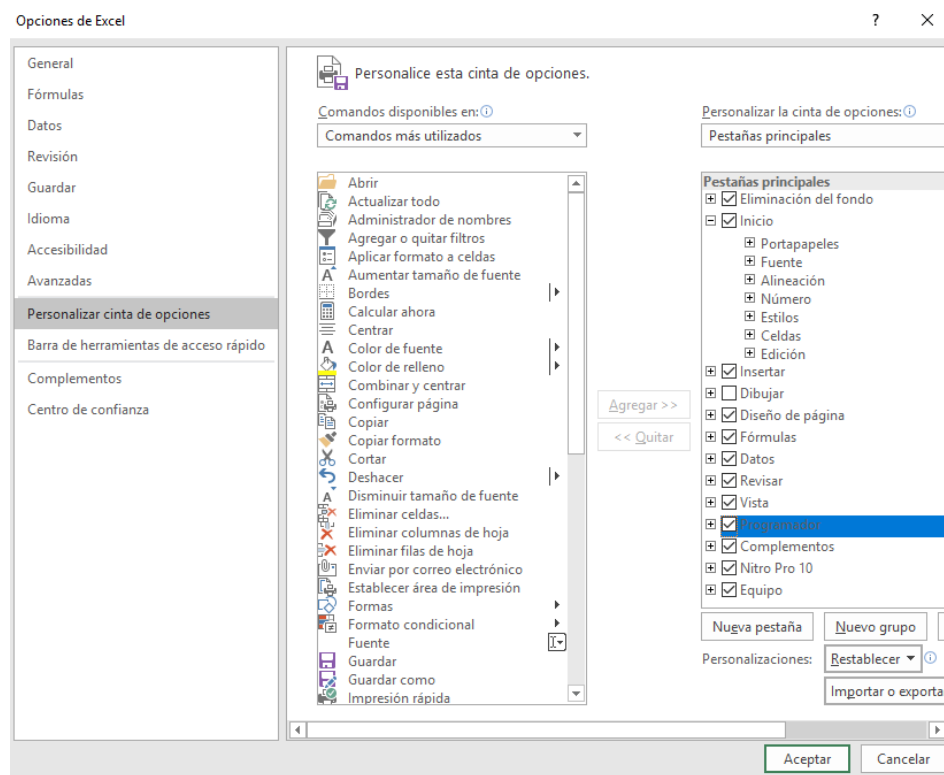 Opciones de Excel
?
General
Fórmulas
Datos
Revisión
Guardar
Idioma
Accesibilidad
Avanzadas
Personalizar cinta de opciones
Barra de herramientas de acceso rápido
Complementos
Centro de confianza
Personalice esta cinta de opciones.
Comandos disponibles en:
Comandos más utilizados
Abrir
Actualizar todo
Administrador de nombres
Agregar o quitar filtros
Aplicar formato a celdas
Aumentar tamaño de fuente
Bordes
Calcular ahora
Centrar
Color de fuente
Color de relleno
Combinar y centrar
Configurar página
Copiar
Copiar formato
Cortar
Deshacer
Disminuir tamaño de fuente
Eliminar celdas...
Eliminar columnas de hoja
Eliminar filas de hoja
Enviar por correo electrónico
Establecer área de impresión
Formas
Formato condicional
Fuente
Guardar
Guardar como
Impresión rápida
Agregar >>
<< Quitar
Personalizar la cinta de opciones:
Pestañas principales
Pestañas principales
Eliminación del fondo
Inicio
Portapapeles
Fuente
Alineación
Número
Estilos
Celdas
Edición
Insertar
Dibujar
Diseño de página
Fórmulas
Datos
Revisar
Vista
Programador
Complementos
Nitro Pro 10
Equipo
Nueva pestaña
Nuevo grupo
Personalizaciones:
Restablecer
Importar o exporta
Aceptar
Cancelar